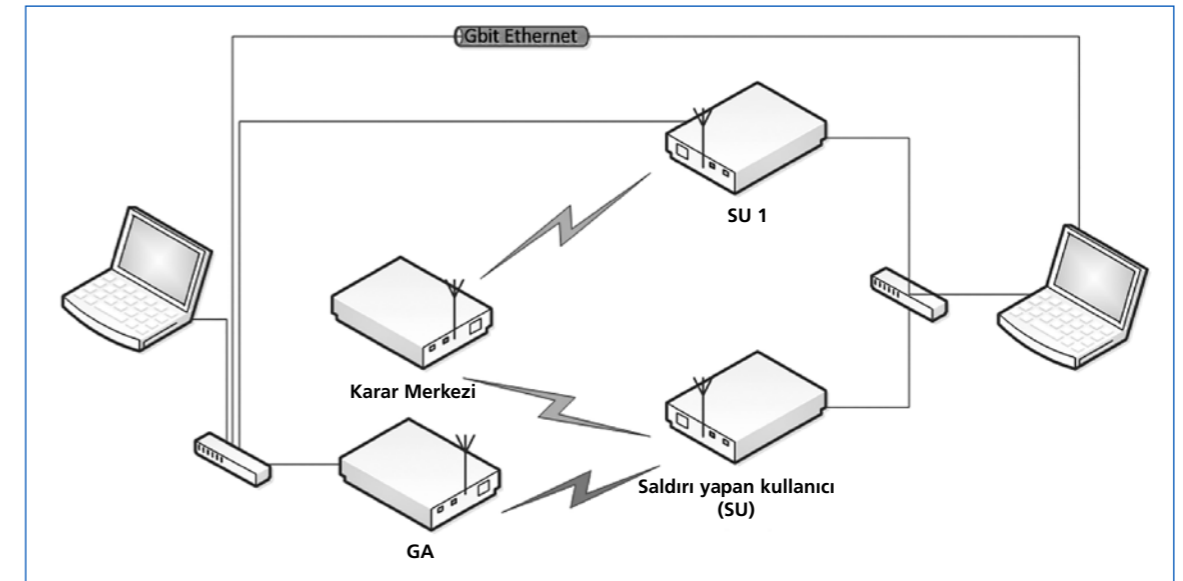 Gbit Ethernet
SU 1
Karar Merkezi
Saldırı yapan kullanıcı
(SU)
GA